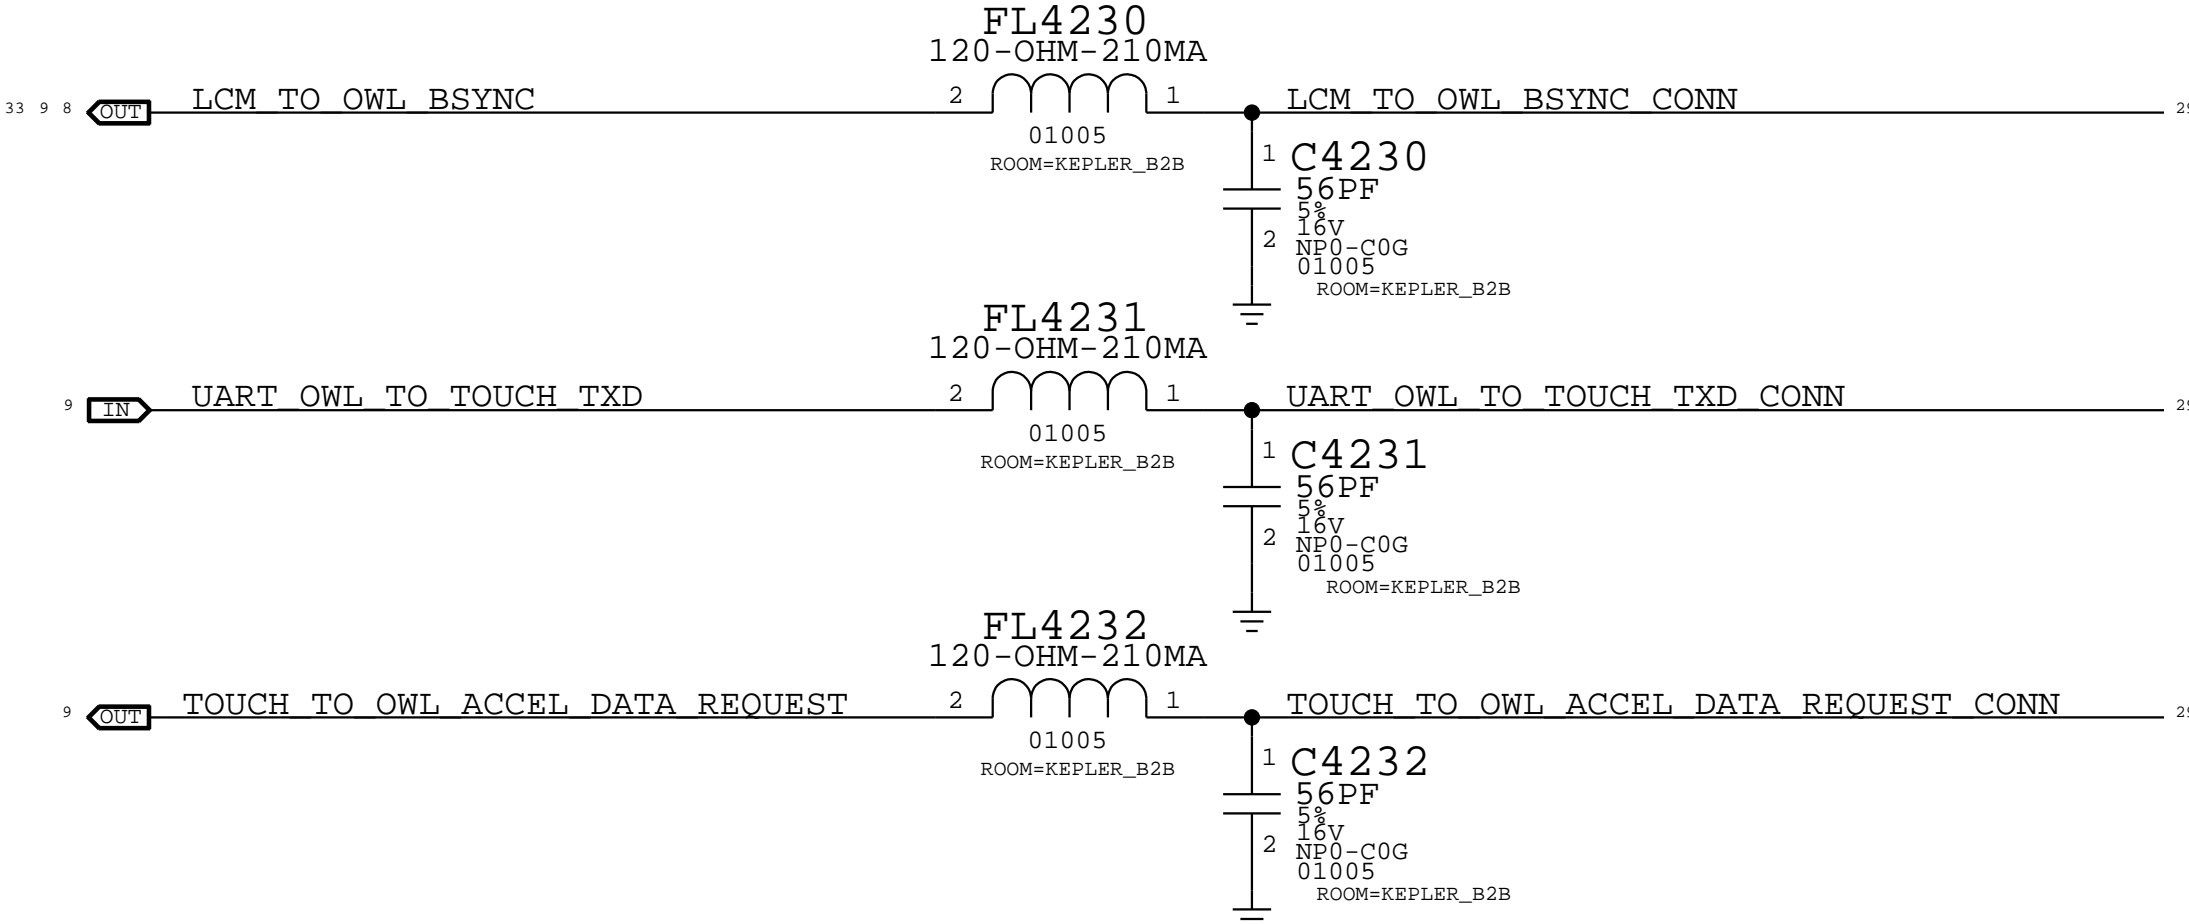 FL4230
120-OHM-210MA
33 9 8 OUT LCM_TO_OWL_BSYNC 2 1 LCM_TO_OWL_BSYNC_CONN 29
01005
ROOM=KEPLER_B2B
1 C4230
56PF
5%
16V
2 NP0-C0G
01005
ROOM=KEPLER_B2B
FL4231
120-OHM-210MA
9 IN UART_OWL_TO_TOUCH_TXD 2 1 UART_OWL_TO_TOUCH_TXD_CONN 29
01005
ROOM=KEPLER_B2B
1 C4231
56PF
5%
16V
2 NP0-C0G
01005
ROOM=KEPLER_B2B
FL4232
120-OHM-210MA
9 OUT TOUCH_TO_OWL_ACCEL_DATA_REQUEST 2 1 TOUCH_TO_OWL_ACCEL_DATA_REQUEST_CONN 29
01005
ROOM=KEPLER_B2B
1 C4232
56PF
5%
16V
2 NP0-C0G
01005
ROOM=KEPLER_B2B